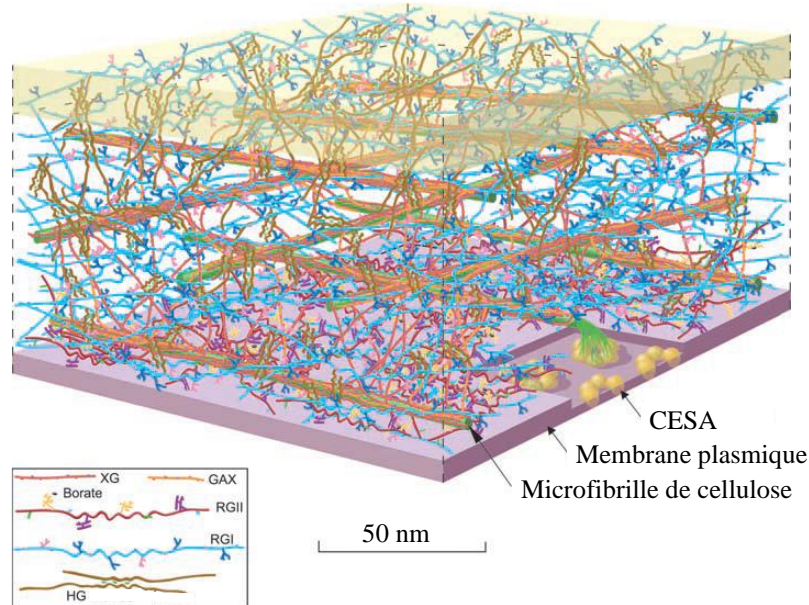 CESA
Membrane plasmique
Microfibrille de cellulose
XG GAX
Borate
RGII
RGI
HG
50 nm